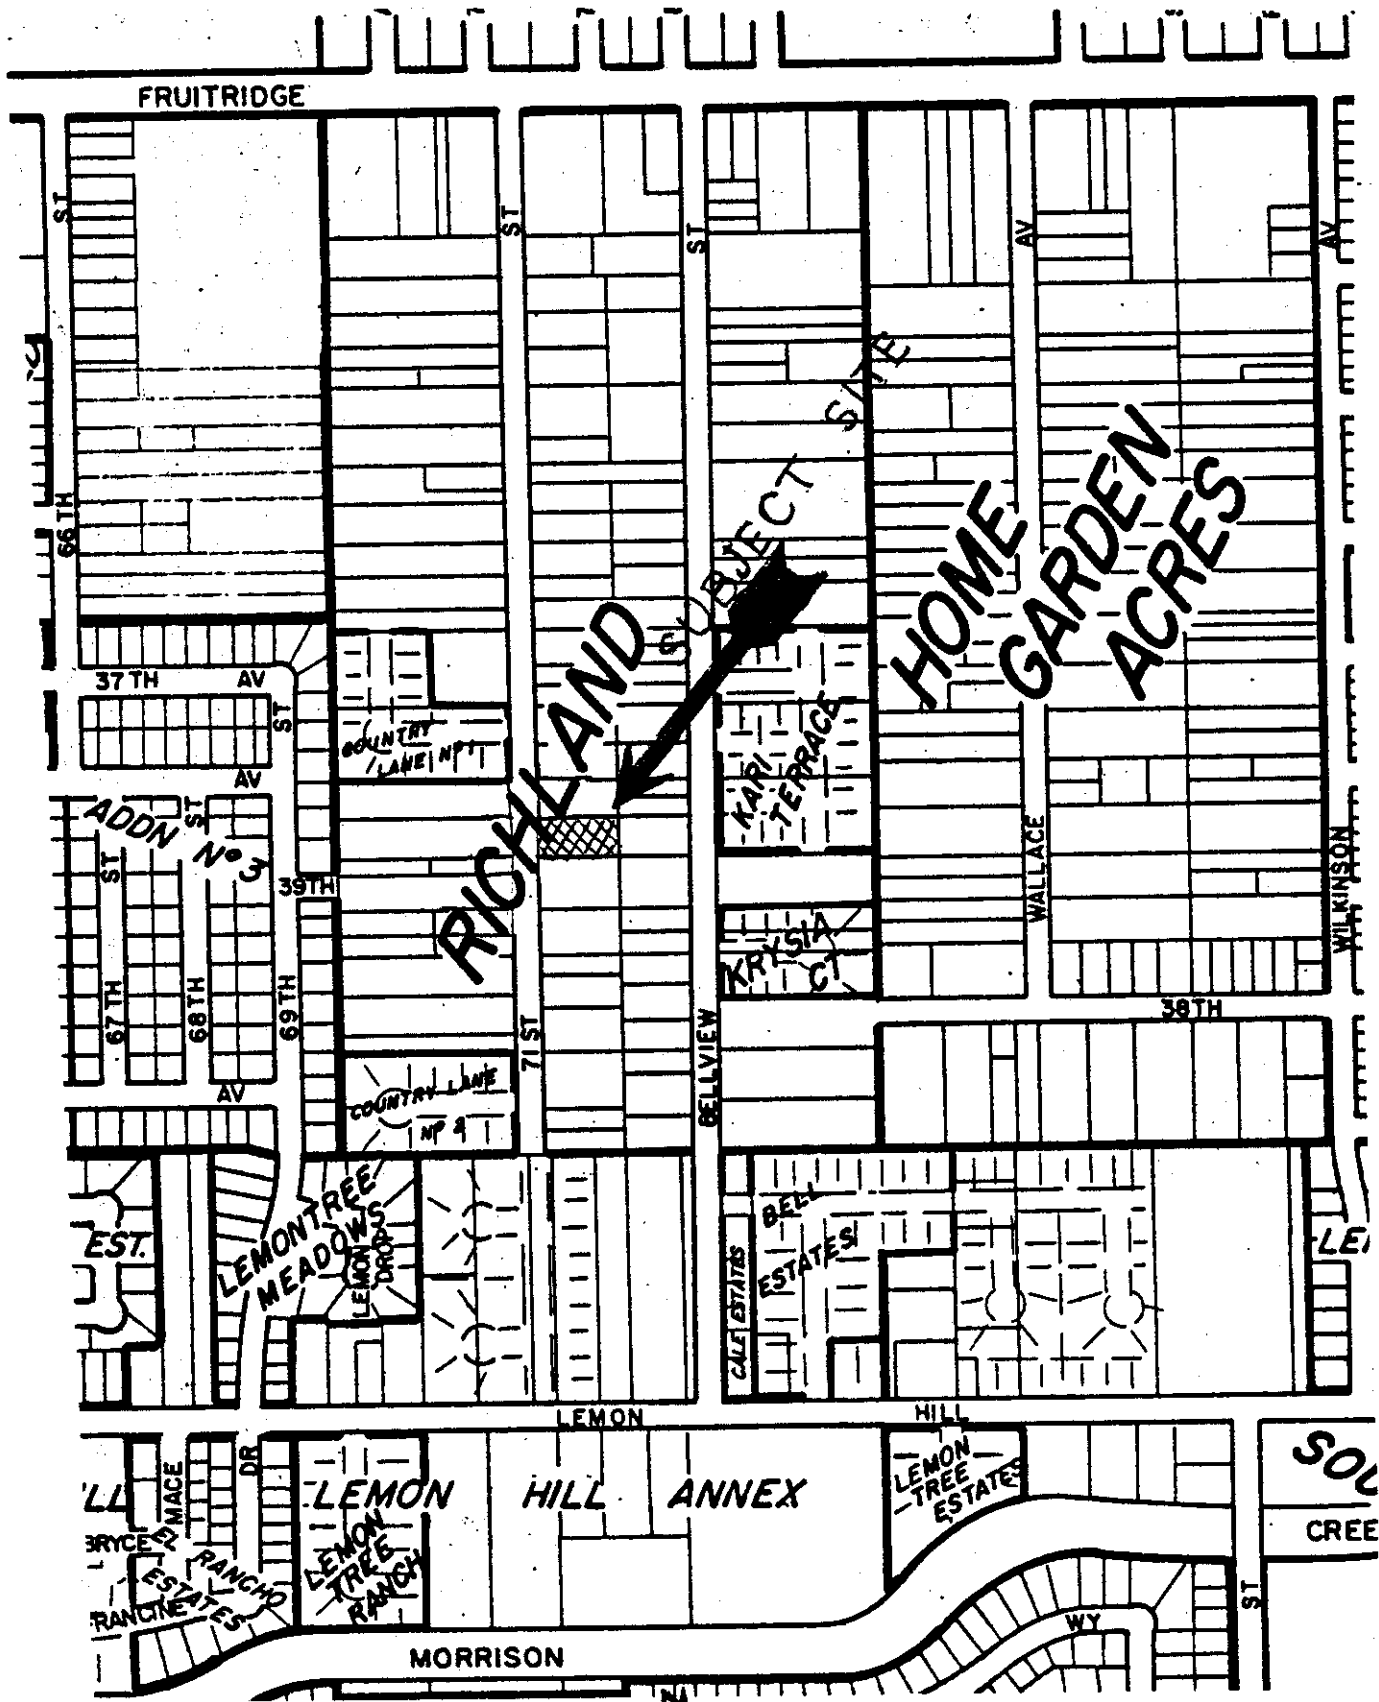 FRUITRIDGE
ST
ST
ST
AV
AV
SUBJECT SITE
66TH
HOME
GARDEN
ACRES
RICHLAND
37TH AV
ST
COUNTRY
LANE Nº 1
KARI
TERRACE
AV
ADDN Nº 3
ST
ST
39TH
WALLACE
WILKINSON
KRYSIA
CT
67TH
68TH
69TH
71ST
BELLVIEW
38TH
AV
COUNTRY LANE
Nº 2
EST.
LEMONTREE
MEADOWS
LEMON
DROP
BELL
ESTATES
CALE ESTATES
LEMON HILL
MACE
DR
LEMON HILL ANNEX
LEMON
TREE
RANCH
LEMON
TREE
ESTATES
BRYCE
RANCHO
ESTATES
CREE
ST
WY
MORRISON